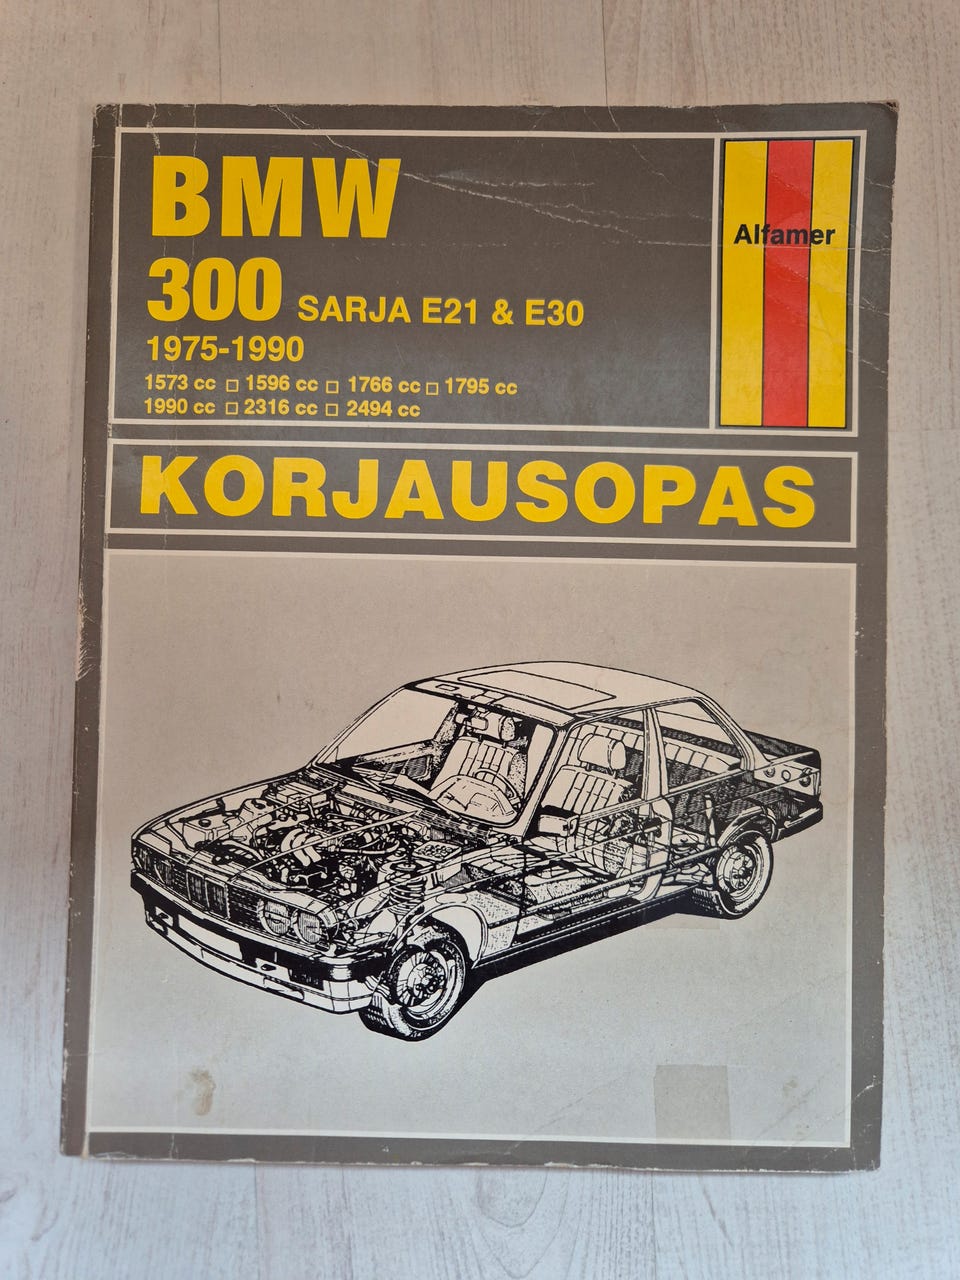 BMW
300 SARJA E21 & E30
1975-1990
1573 cc □ 1596 cc □ 1766 cc □ 1795 cc
1990 cc □ 2316 cc □ 2494 cc
Alfamer
KORJAUSOPAS